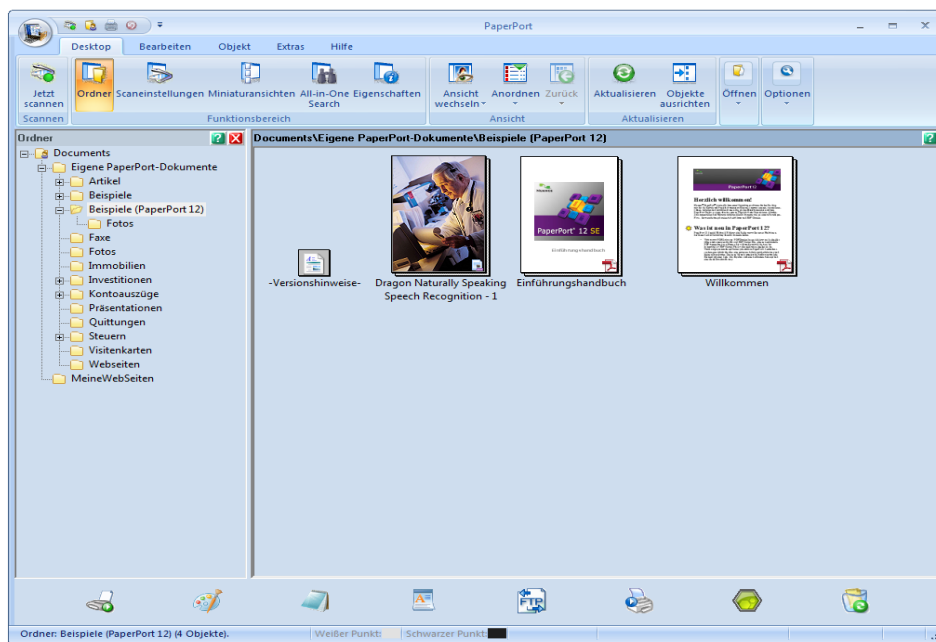 PaperPort
Desktop Bearbeiten Objekt Extras Hilfe
Jetzt scannen
Ordner
Scaneinstellungen
Miniaturansichten
All-in-One Search
Eigenschaften
Ansicht wechseln
Anordnen
Zurück
Aktualisieren
Objekte ausrichten
Öffnen
Optionen
Scannen
Funktionsbereich
Ansicht
Aktualisieren
Ordner
Documents\Eigene PaperPort-Dokumente\Beispiele (PaperPort 12)
Documents
Eigene PaperPort-Dokumente
Artikel
Beispiele
Beispiele (PaperPort 12)
Fotos
Faxe
Fotos
Immobilien
Investitionen
Kontoauszüge
Präsentationen
Quittungen
Steuern
Visitenkarten
Webseiten
MeineWebSeiten
PaperPort® 12 SE
Einführungshandbuch
Herzlich willkommen!
Was ist neu in PaperPort 12?
-Versionshinweise-
Dragon Naturally Speaking
Speech Recognition - 1
Einführungshandbuch
Willkommen
FTP
Ordner: Beispiele (PaperPort 12) (4 Objekte).
Weißer Punkt:
Schwarzer Punkt: